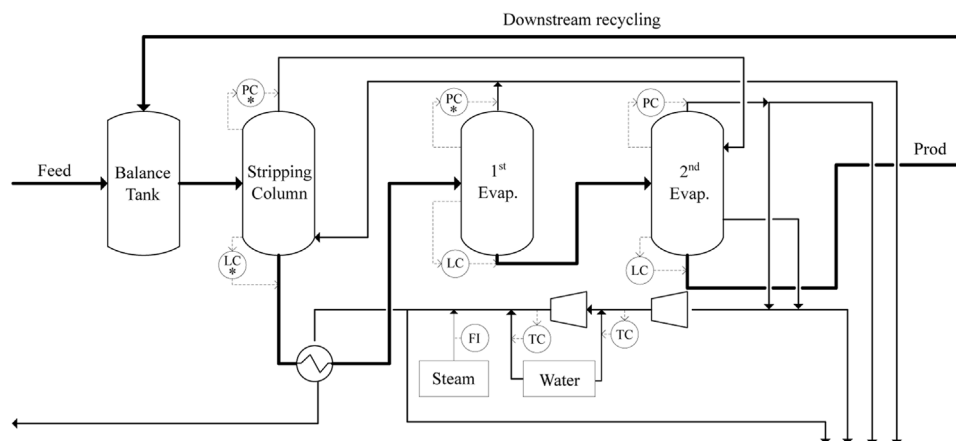 Downstream recycling
PC
*
PC
*
PC
Feed
Balance
Tank
Stripping
Column
1st
Evap.
2nd
Evap.
Prod
LC
*
LC
LC
FI
TC
TC
Steam
Water